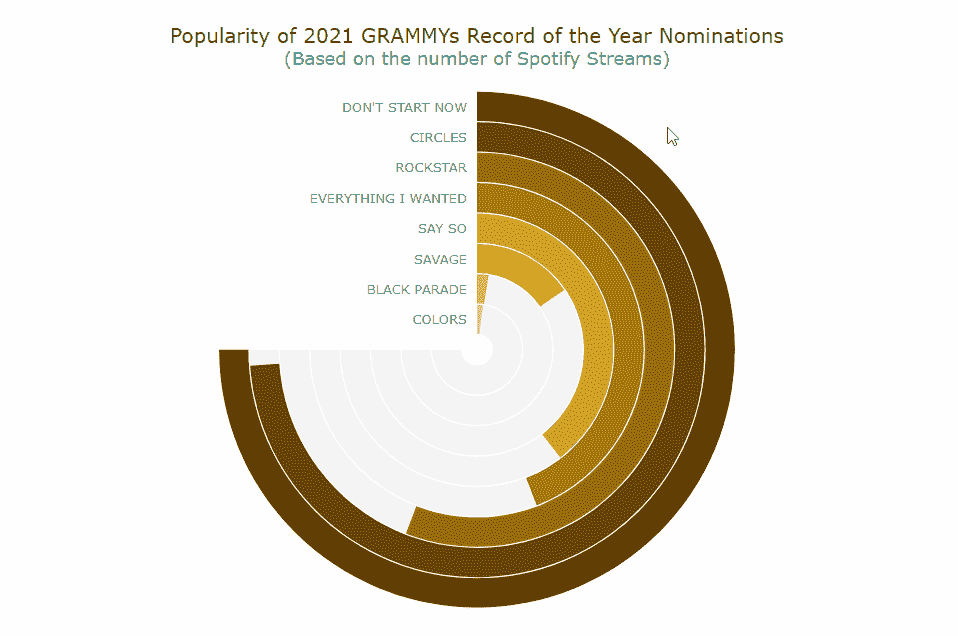 Popularity of 2021 GRAMMYs Record of the Year Nominations
(Based on the number of Spotify Streams)
DON'T START NOW
CIRCLES
ROCKSTAR
EVERYTHING I WANTED
SAY SO
SAVAGE
BLACK PARADE
COLORS